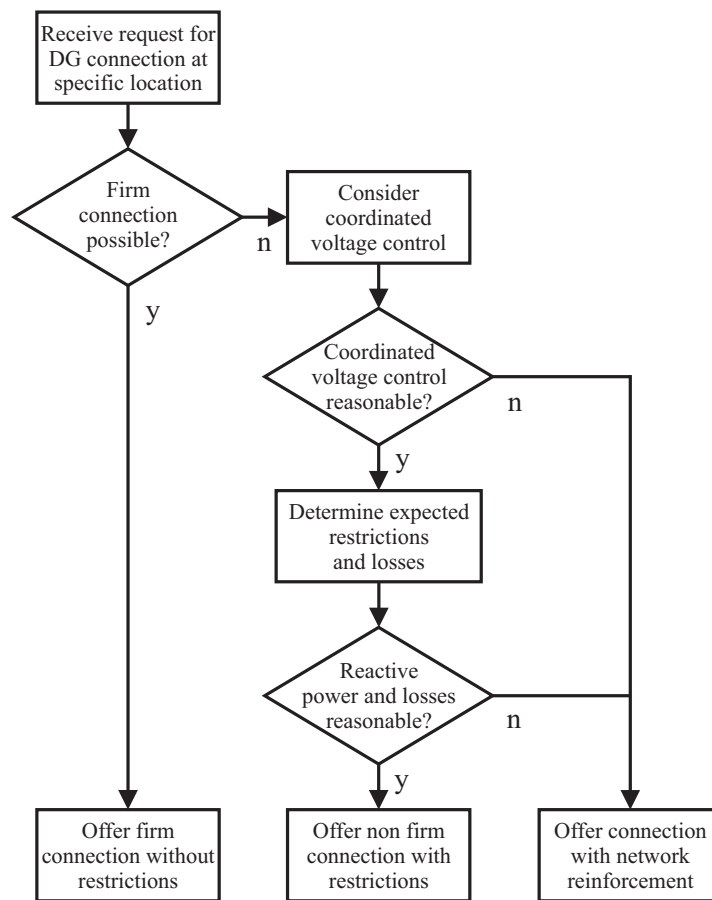 Receive request for
DG connection at
specific location
Firm
connection
possible?
n
Consider
coordinated
voltage control
y
Coordinated
voltage control
reasonable?
n
y
Determine expected
restrictions
and losses
Reactive
power and losses
reasonable?
n
y
Offer firm
connection without
restrictions
Offer non firm
connection with
restrictions
Offer connection
with network
reinforcement